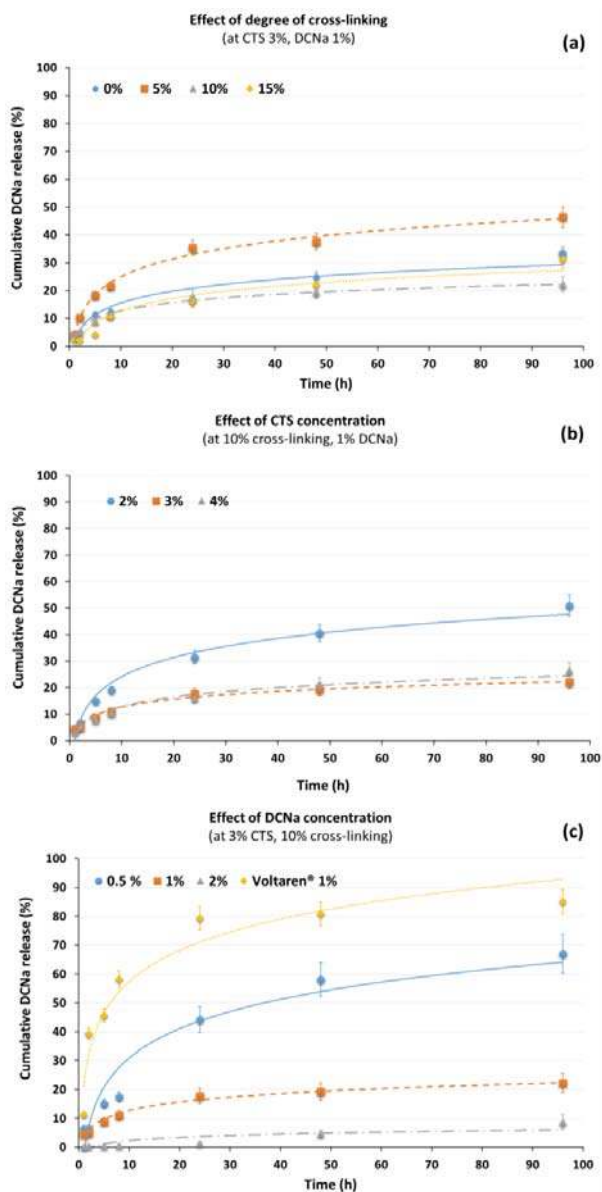 Effect of degree of cross-linking
(at CTS 3%, DCNa 1%)
(a)
0% 5% 10% 15%
Cumulative DCNa release (%)
100
90
80
70
60
50
40
30
20
10
0
0 10 20 30 40 50 60 70 80 90 100
Time (h)
Effect of CTS concentration
(at 10% cross-linking, 1% DCNa)
(b)
2% 3% 4%
Cumulative DCNa release (%)
100
90
80
70
60
50
40
30
20
10
0
0 10 20 30 40 50 60 70 80 90 100
Time (h)
Effect of DCNa concentration
(at 3% CTS, 10% cross-linking)
(c)
0.5 % 1% 2% Voltaren® 1%
Cumulative DCNa release (%)
100
90
80
70
60
50
40
30
20
10
0
0 10 20 30 40 50 60 70 80 90 100
Time (h)